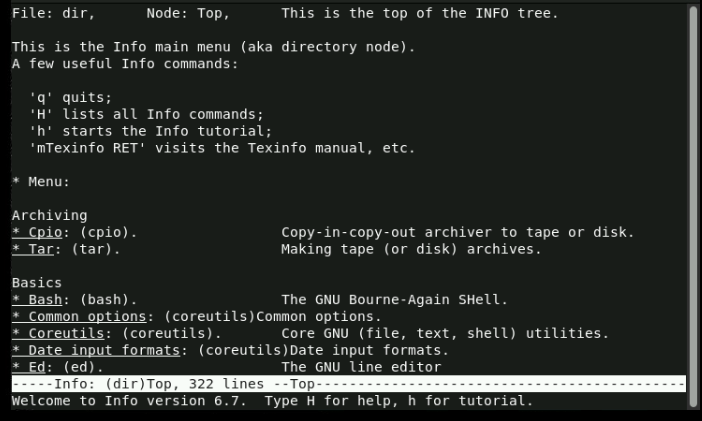 File: dir,      Node: Top,      This is the top of the INFO tree.
This is the Info main menu (aka directory node).
A few useful Info commands:
  'q' quits;
  'H' lists all Info commands;
  'h' starts the Info tutorial;
  'mTexinfo RET' visits the Texinfo manual, etc.
* Menu:
Archiving
* Cpio: (cpio).                 Copy-in-copy-out archiver to tape or disk.
* Tar: (tar).                   Making tape (or disk) archives.
Basics
* Bash: (bash).                 The GNU Bourne-Again SHell.
* Common options: (coreutils)Common options.
* Coreutils: (coreutils).       Core GNU (file, text, shell) utilities.
* Date input formats: (coreutils)Date input formats.
* Ed: (ed).                     The GNU line editor
-----Info: (dir)Top, 322 lines --Top--------------------------------------------
Welcome to Info version 6.7.  Type H for help, h for tutorial.